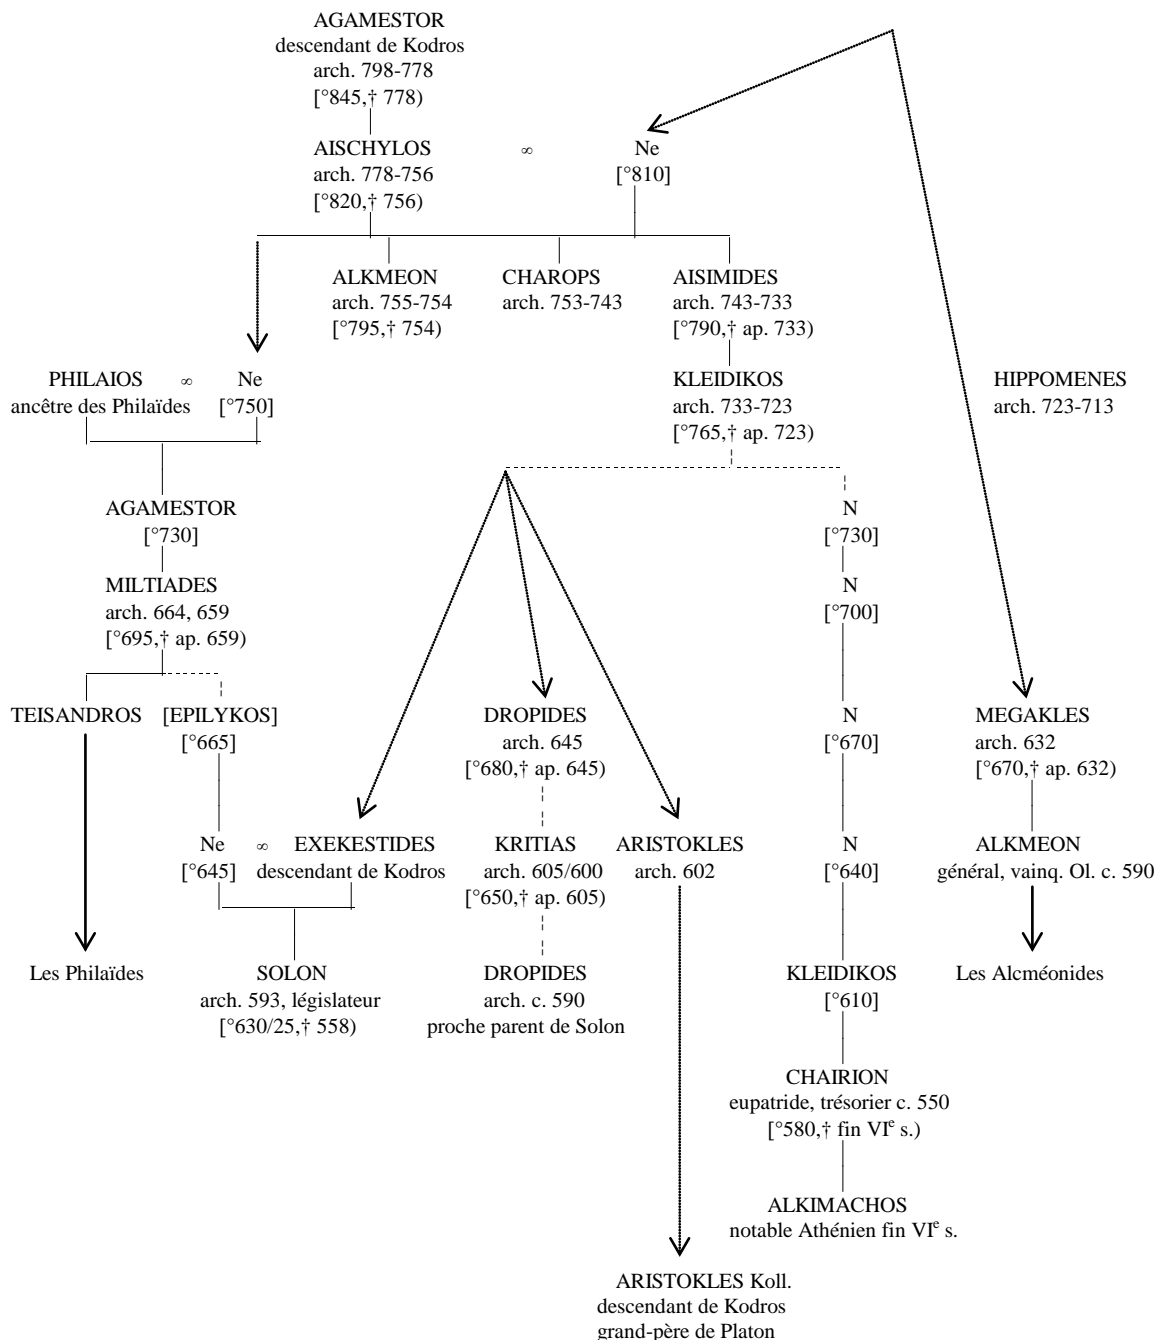 AGAMESTOR
descendant de Kodros
arch. 798-778
[°845,† 778)
AISCHYLOS ∞ Ne
arch. 778-756 [°810]
[°820,† 756)
ALKMEON CHAROPS AISIMIDES
arch. 755-754 arch. 753-743 arch. 743-733
[°795,† 754) [°790,† ap. 733)
PHILAIOS ∞ Ne KLEIDIKOS HIPPOMENES
ancêtre des Philaïdes [°750] arch. 733-723 arch. 723-713
[°765,† ap. 723)
AGAMESTOR N
[°730] [°730]
MILTIADES N
arch. 664, 659 [°700]
[°695,† ap. 659)
TEISANDROS [EPILYKOS] DROPIDES N MEGAKLES
[°665] arch. 645 [°670] arch. 632
[°680,† ap. 645) [°670,† ap. 632)
Ne ∞ EXEKESTIDES KRITIAS ARISTOKLES N ALKMEON
[°645] descendant de Kodros arch. 605/600 arch. 602 [°640] général, vainq. Ol. c. 590
[°650,† ap. 605)
Les Philaïdes SOLON DROPIDES KLEIDIKOS Les Alcméonides
arch. 593, législateur arch. c. 590 [°610]
[°630/25,† 558) proche parent de Solon
CHAIRION
eupatride, trésorier c. 550
[°580,† fin VIe s.)
ALKIMACHOS
notable Athénien fin VIe s.
ARISTOKLES Koll.
descendant de Kodros
grand-père de Platon